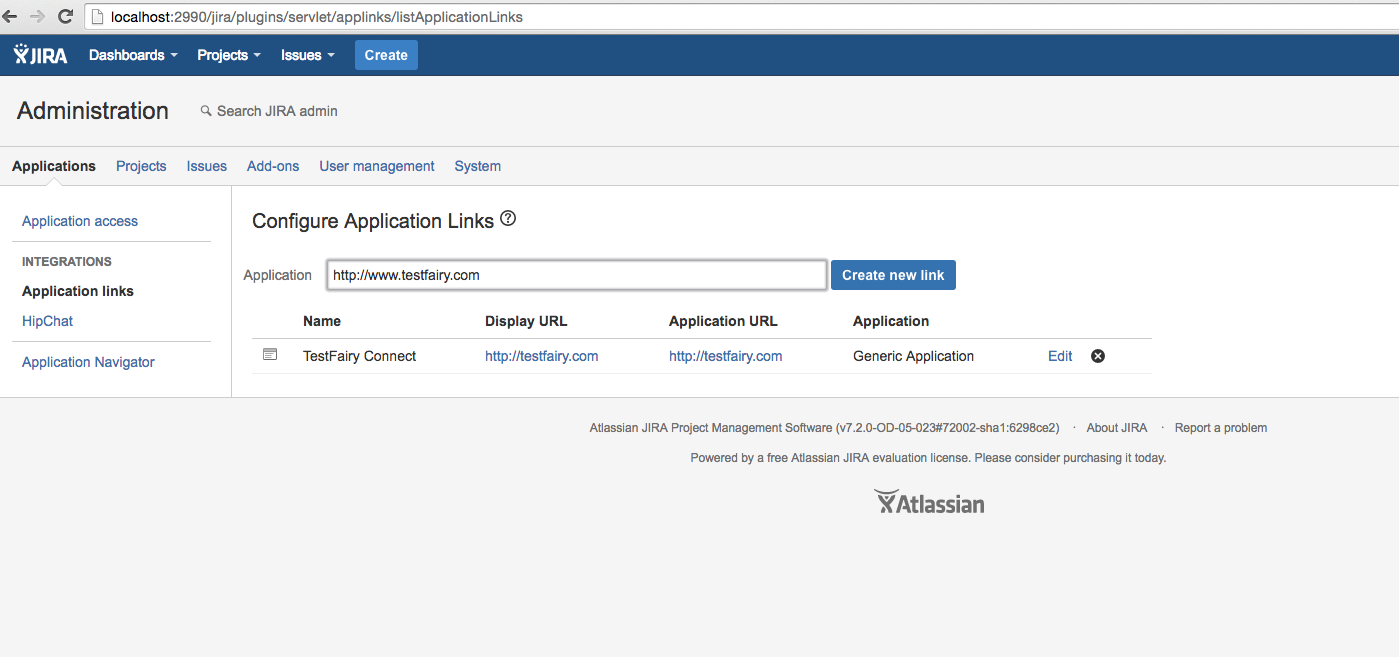 localhost:2990/jira/plugins/servlet/applinks/listApplicationLinks
JIRA Dashboards Projects Issues Create
Administration Search JIRA admin
Applications Projects Issues Add-ons User management System
Application access
INTEGRATIONS
Application links
HipChat
Application Navigator
Configure Application Links ?
Application http://www.testfairy.com Create new link
Name Display URL Application URL Application
TestFairy Connect http://testfairy.com http://testfairy.com Generic Application Edit
Atlassian JIRA Project Management Software (v7.2.0-OD-05-023#72002-sha1:6298ce2) · About JIRA · Report a problem
Powered by a free Atlassian JIRA evaluation license. Please consider purchasing it today.
Atlassian